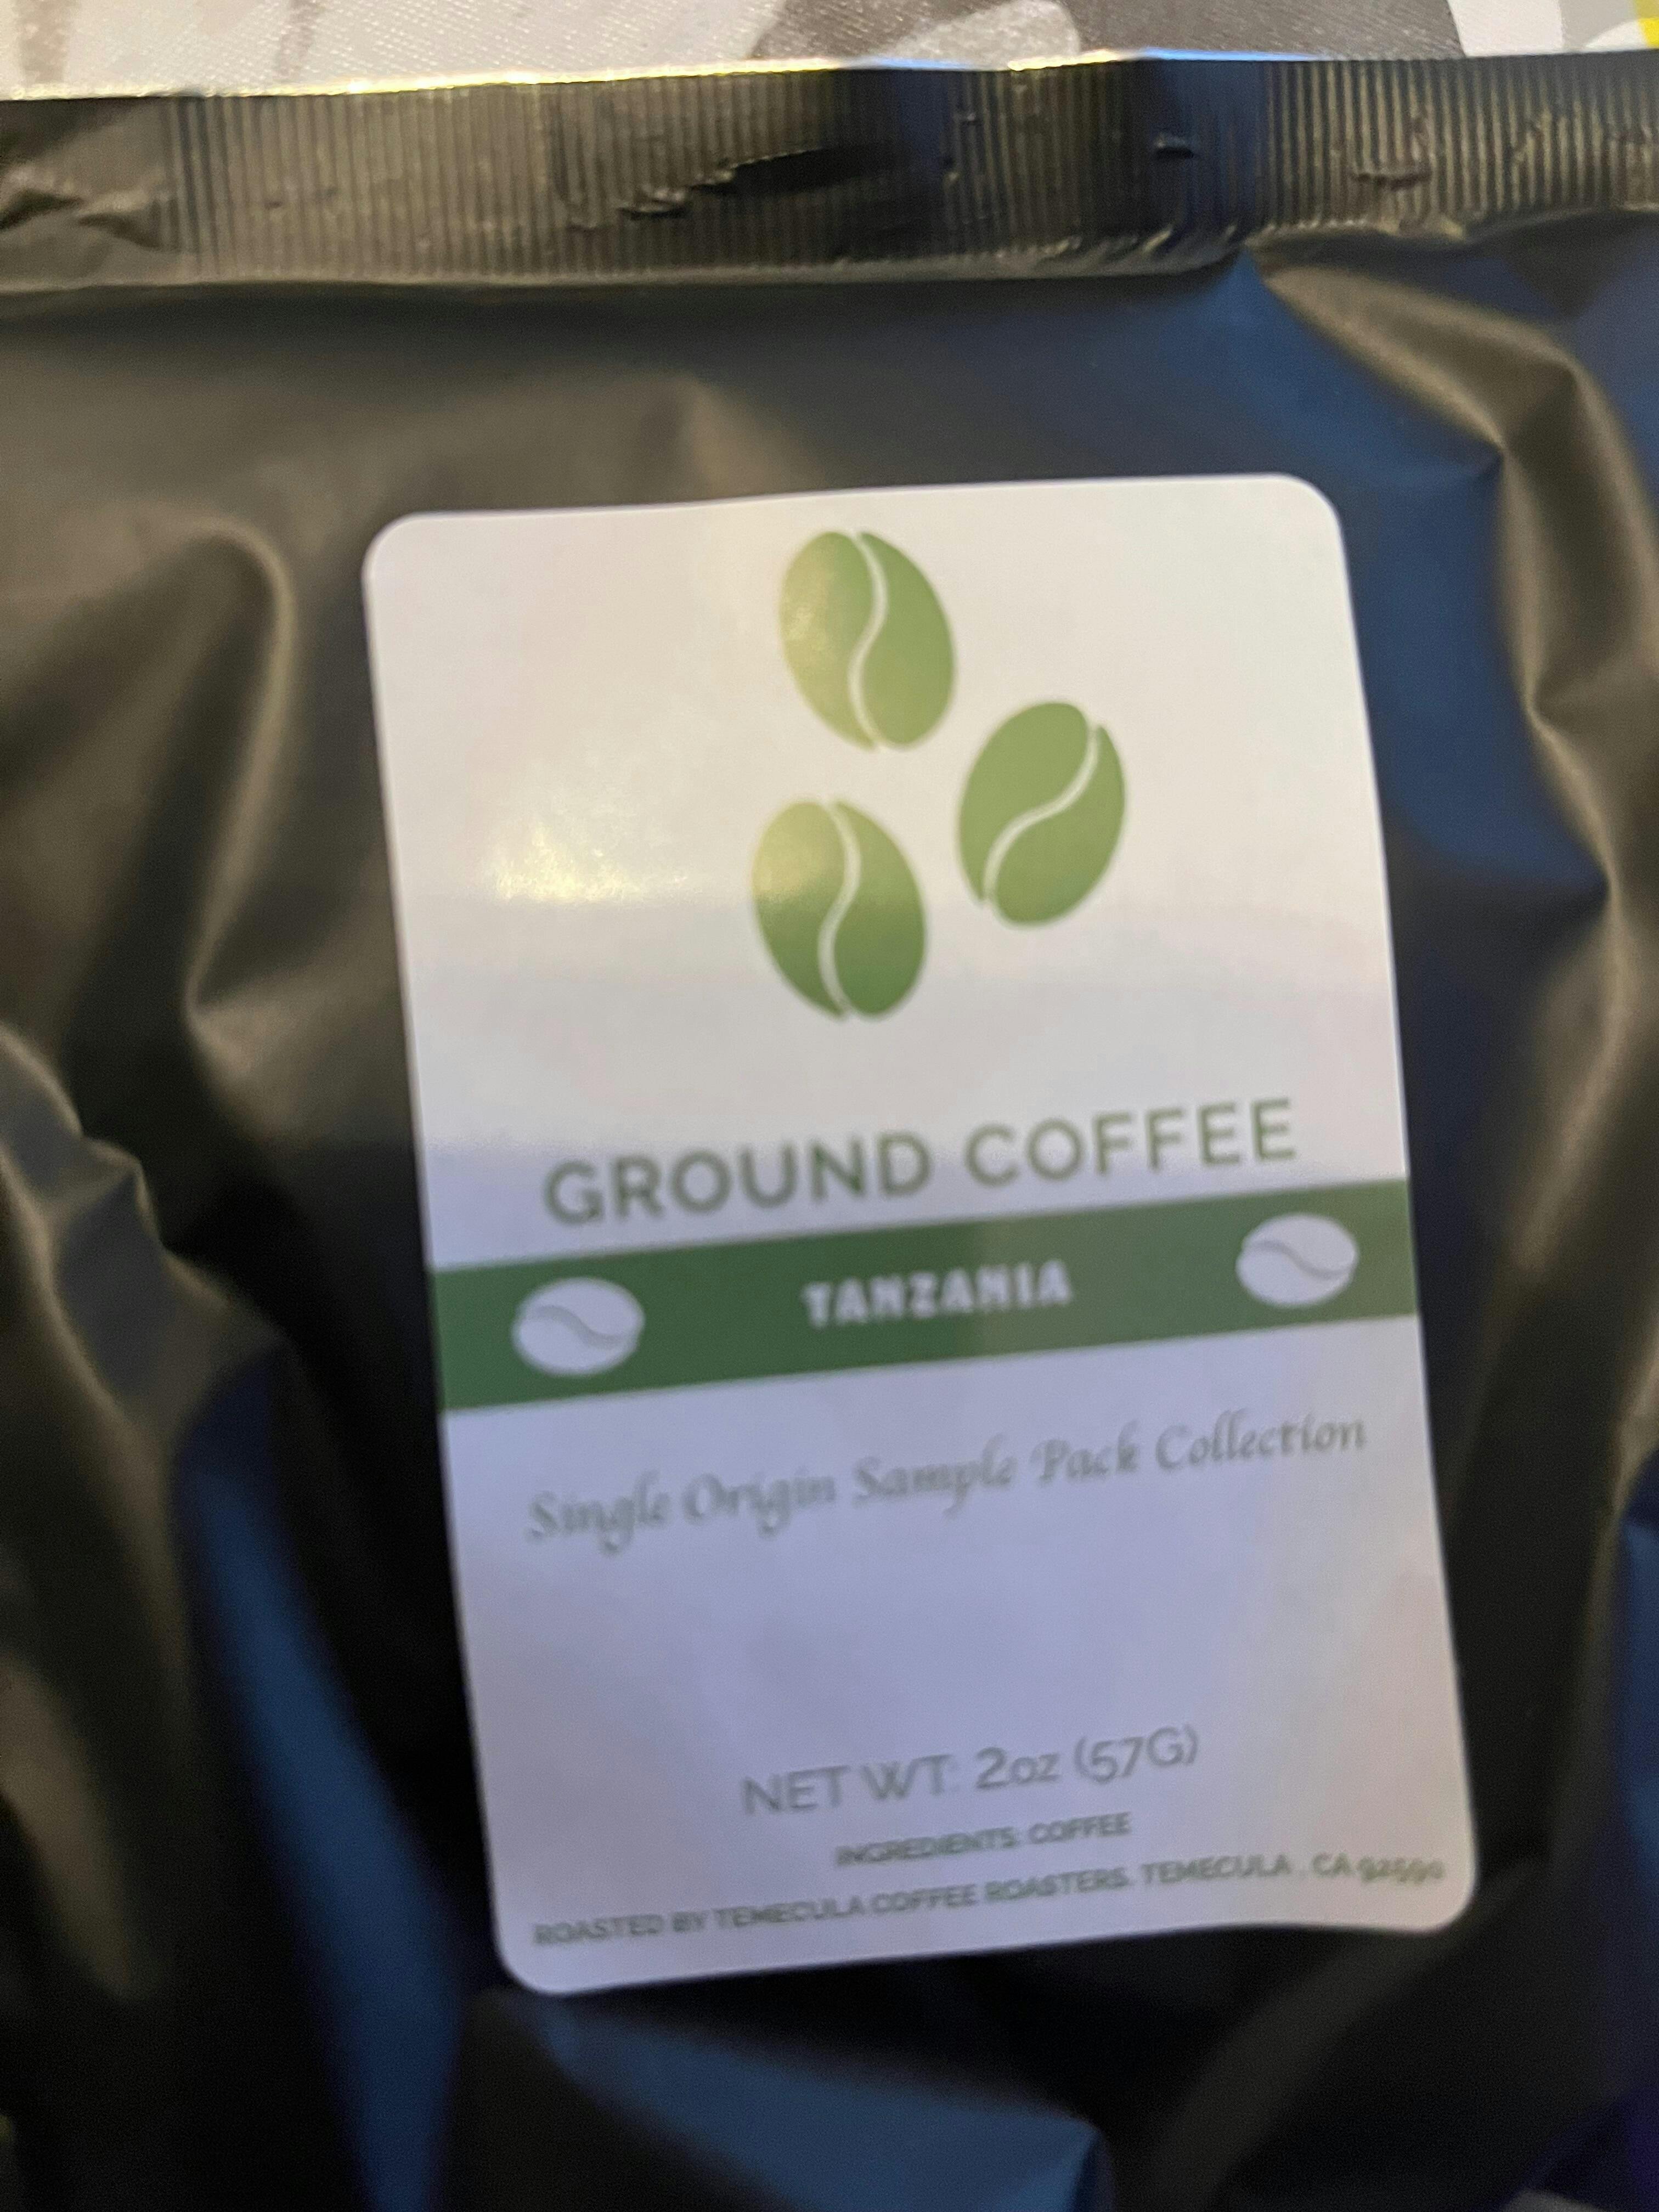 GROUND COFFEE
TANZANIA
Single Origin Sample Pack Collection
NET WT: 2oz (57G)
INGREDIENTS: COFFEE
ROASTED BY TEMECULA COFFEE ROASTERS. TEMECULA , CA 92590